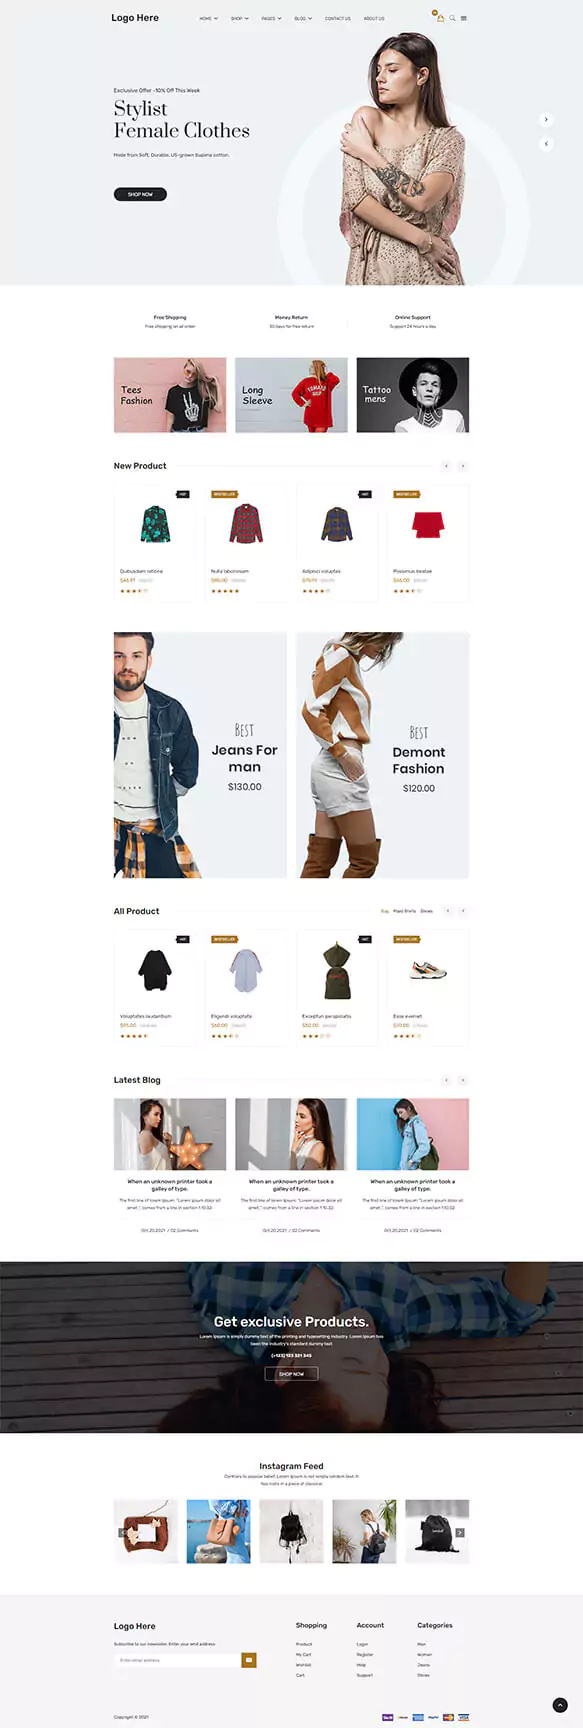 Logo Here
HOME
SHOP
PAGES
BLOG
CONTACT US
ABOUT US
Exclusive Offer -10% Off This Week
Stylist
Female Clothes
Made from Soft, Durable, US-grown Supima cotton.
SHOP NOW
Free Shipping
Free shipping on all order
Money Return
30 Days for free return
Online Support
Support 24 hours a day
Tees
Fashion
Long
Sleeve
Tattoo
mens
New Product
HOT
BESTSELLER
HOT
BESTSELLER
Quibusdam ratione
Nulla laboriosam
Adipisci voluptas
Possimus beatae
$80.00
Best
Jeans For
man
$130.00
Best
Demont
Fashion
$120.00
All Product
Plaid Shirts
Shoes
HOT
BESTSELLER
HOT
BESTSELLER
Voluptates laudantium
Eligendi voluptate
Excepturi perspiciatis
Esse eveniet
$95.00
$60.00
$50.00
$70.00
Latest Blog
When an unknown printer took a
galley of type.
The first line of lorem Ipsum: "Lorem ipsum dolor sit
amet..", comes from a line in section 1.10.32.
Oct.20.2021 / 02 Comments
When an unknown printer took a
galley of type.
The first line of lorem Ipsum: "Lorem ipsum dolor sit
amet..", comes from a line in section 1.10.32.
Oct.20.2021 / 02 Comments
When an unknown printer took a
galley of type.
The first line of lorem Ipsum: "Lorem ipsum dolor sit
amet..", comes from a line in section 1.10.32.
Oct.20.2021 / 02 Comments
Get exclusive Products.
Lorem Ipsum is simply dummy text of the printing and typesetting industry. Lorem Ipsum has
been the industry's standard dummy text
(+123) 123 321 345
SHOP NOW
Instagram Feed
Contrary to popular belief, Lorem Ipsum is not simply random text. It
has roots in a piece of classical
Logo Here
Subscribe to our newsletter. Enter your emil address
Enter email address
Shopping
Product
My Cart
Wishlist
Cart
Account
Login
Register
Help
Support
Categories
Man
Woman
Jeans
Shoes
Copyright © 2021
PayPal
VISA